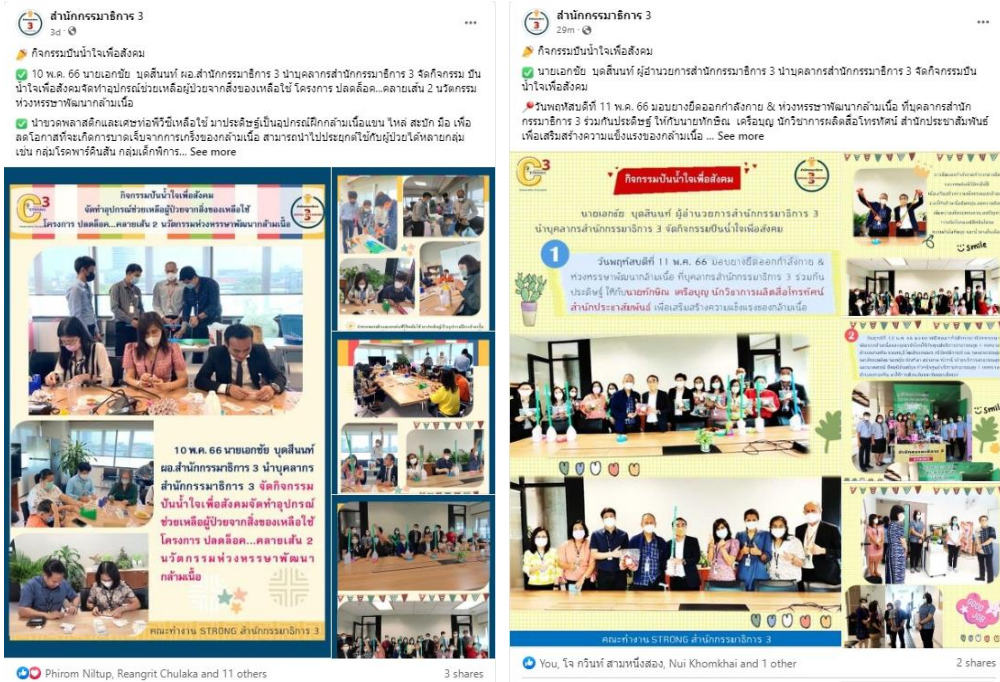 สำนักกรรมาธิการ 3
3d
🎉 กิจกรรมปันน้ำใจเพื่อสังคม
✅ 10 พ.ค. 66 นายเอกชัย บุดสีนนท์ ผอ.สำนักกรรมาธิการ 3 นำบุคลากรสำนักกรรมาธิการ 3 จัดกิจกรรม ปัน
น้ำใจเพื่อสังคมจัดทำอุปกรณ์ช่วยเหลือผู้ป่วยจากสิ่งของเหลือใช้ โครงการ ปลดล็อค...คลายเส้น 2 นวัตกรรม
ห่วงหรรษาพัฒนากล้ามเนื้อ
✅ นำขวดพลาสติกและเศษท่อพีวีซีเหลือใช้ มาประดิษฐ์เป็นอุปกรณ์ฝึกกล้ามเนื้อแขน ไหล่ สะบัก มือ เพื่อ
ลดโอกาสที่จะเกิดการบาดเจ็บจากการเกร็งของกล้ามเนื้อ สามารถนำไปประยุกต์ใช้กับผู้ป่วยได้หลายกลุ่ม
เช่น กลุ่มโรคพาร์คินสัน กลุ่มเด็กพิการ... See more
กิจกรรมปันน้ำใจเพื่อสังคม
จัดทำอุปกรณ์ช่วยเหลือผู้ป่วยจากสิ่งของเหลือใช้
โครงการ ปลดล็อค...คลายเส้น 2 นวัตกรรมห่วงหรรษาพัฒนากล้ามเนื้อ
10 พ.ค. 66 นายเอกชัย บุดสีนนท์
ผอ.สำนักกรรมาธิการ 3 นำบุคลากร
สำนักกรรมาธิการ 3 จัดกิจกรรม
ปันน้ำใจเพื่อสังคมจัดทำอุปกรณ์
ช่วยเหลือผู้ป่วยจากสิ่งของเหลือใช้
โครงการ ปลดล็อค...คลายเส้น 2
นวัตกรรมห่วงหรรษาพัฒนา
กล้ามเนื้อ
คณะทำงาน STRONG สำนักกรรมาธิการ 3
Phirom Niltup, Reangrit Chulaka and 11 others
3 shares
สำนักกรรมาธิการ 3
29m
🎉 กิจกรรมปันน้ำใจเพื่อสังคม
✅ นายเอกชัย บุดสีนนท์ ผู้อำนวยการสำนักกรรมาธิการ 3 นำบุคลากรสำนักกรรมาธิการ 3 จัดกิจกรรมปันน้ำใจเพื่อสังคม
📌วันพฤหัสบดีที่ 11 พ.ค. 66 มอบยางยืดออกกำลังกาย & ห่วงหรรษาพัฒนากล้ามเนื้อ ที่บุคลากรสำนัก
กรรมาธิการ 3 ร่วมกันประดิษฐ์ ให้กับนายทักษิณ เครือบุญ นักวิชาการผลิตสื่อโทรทัศน์ สำนักประชาสัมพันธ์
เพื่อเสริมสร้างความแข็งแรงของกล้ามเนื้อ ... See more
กิจกรรมปันน้ำใจเพื่อสังคม
นายเอกชัย บุดสีนนท์ ผู้อำนวยการสำนักกรรมาธิการ 3
นำบุคลากรสำนักกรรมาธิการ 3 จัดกิจกรรมปันน้ำใจเพื่อสังคม
1
วันพฤหัสบดีที่ 11 พ.ค. 66 มอบยางยืดออกกำลังกาย &
ห่วงหรรษาพัฒนากล้ามเนื้อ ที่บุคลากรสำนักกรรมาธิการ 3 ร่วมกัน
ประดิษฐ์ ให้กับนายทักษิณ เครือบุญ นักวิชาการผลิตสื่อโทรทัศน์
สำนักประชาสัมพันธ์ เพื่อเสริมสร้างความแข็งแรงของกล้ามเนื้อ
Smile
2
Smile
STRONG
GOOD JOB
คณะทำงาน STRONG สำนักกรรมาธิการ 3
You, โจ กวินท์ สามหนึ่งสอง, Nui Khomkhai and 1 other
2 shares